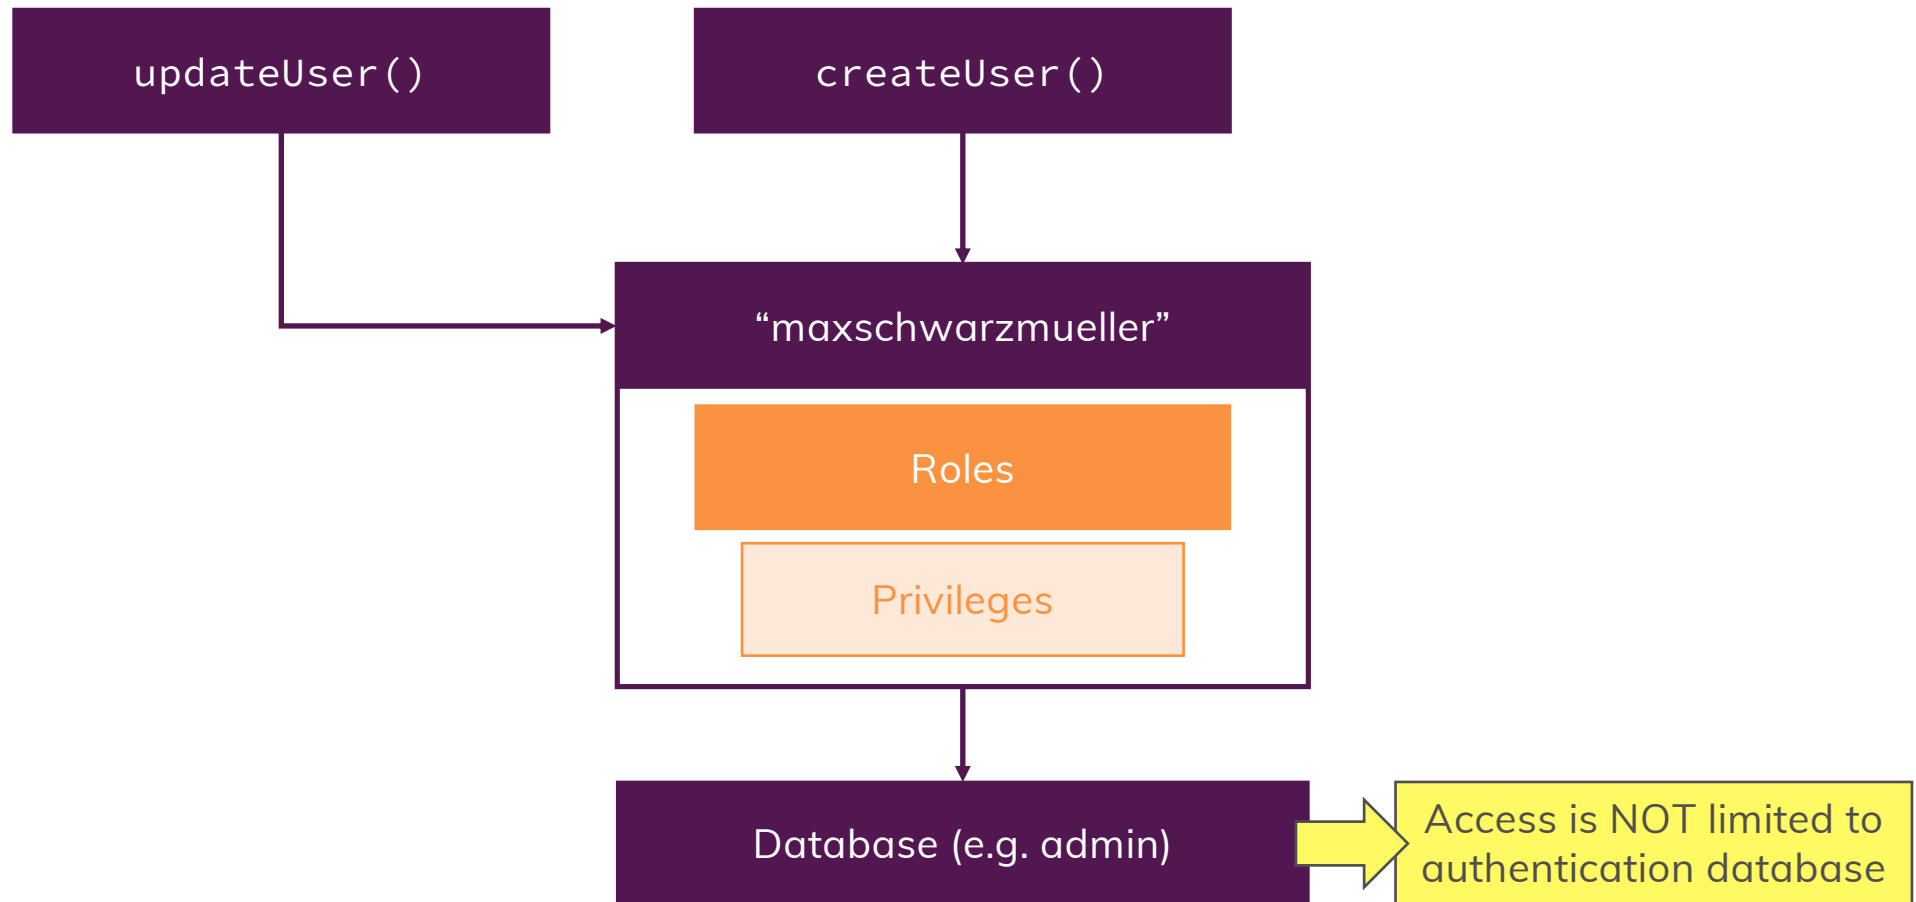 updateUser()
createUser()
“maxschwarzmueller”
Roles
Privileges
Database (e.g. admin)
Access is NOT limited to
authentication database